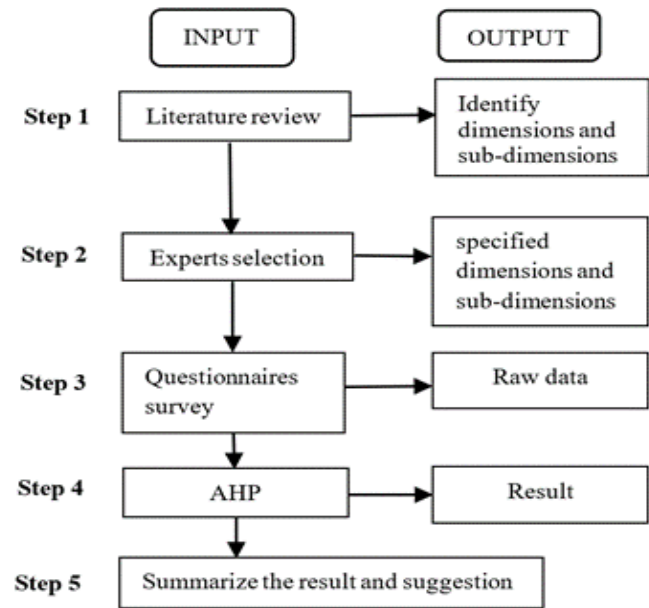 INPUT
OUTPUT
Step 1
Literature review
Identify
dimensions and
sub-dimensions
Step 2
Experts selection
specified
dimensions and
sub-dimensions
Step 3
Questionnaires
survey
Raw data
Step 4
AHP
Result
Step 5
Summarize the result and suggestion